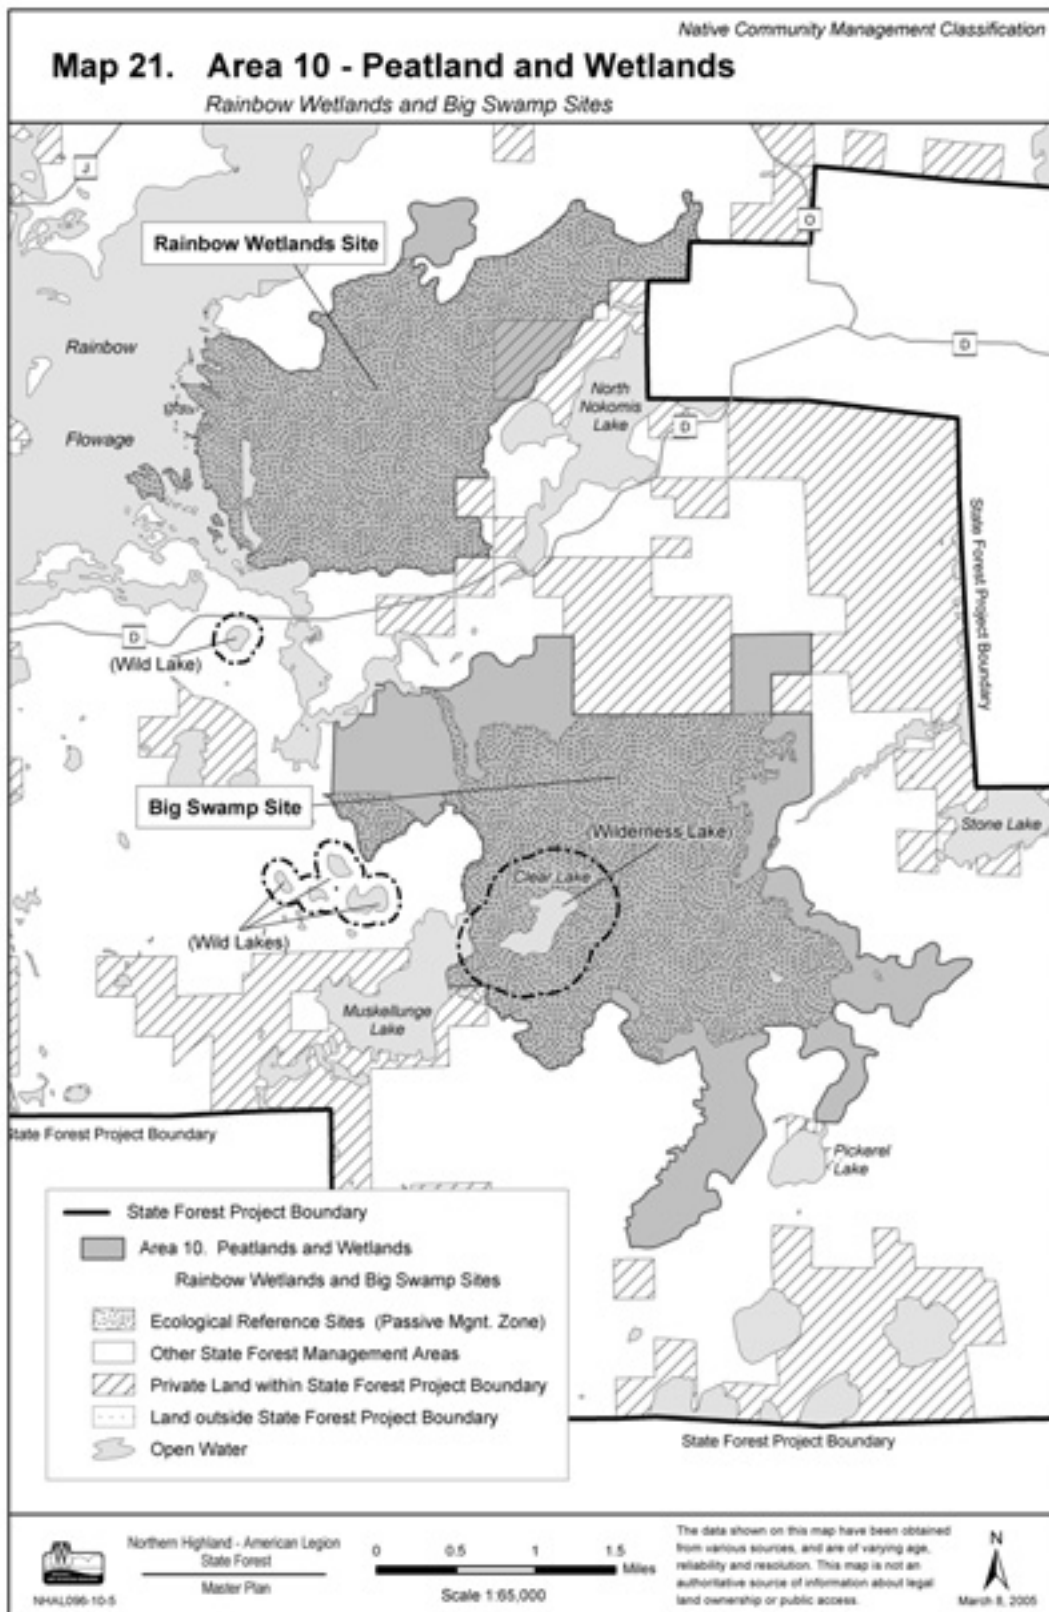 Native Community Management Classification
Map 21. Area 10 - Peatland and Wetlands
Rainbow Wetlands and Big Swamp Sites
J
O
Rainbow Wetlands Site
Rainbow
Flowage
D
North
Nokomis
Lake
D
State Forest Project Boundary
D
(Wild Lake)
Big Swamp Site
(Wilderness Lake)
Stone Lake
Clear Lake
(Wild Lakes)
Muskellunge
Lake
State Forest Project Boundary
Pickerel
Lake
State Forest Project Boundary
Area 10. Peatlands and Wetlands
Rainbow Wetlands and Big Swamp Sites
Ecological Reference Sites (Passive Mgnt. Zone)
Other State Forest Management Areas
Private Land within State Forest Project Boundary
Land outside State Forest Project Boundary
Open Water
State Forest Project Boundary
NHAL096-10-5
Northern Highland - American Legion
State Forest
Master Plan
0 0.5 1 1.5
Miles
Scale 1:65,000
The data shown on this map have been obtained
from various sources, and are of varying age,
reliability and resolution. This map is not an
authoritative source of information about legal
land ownership or public access.
N
March 8, 2005